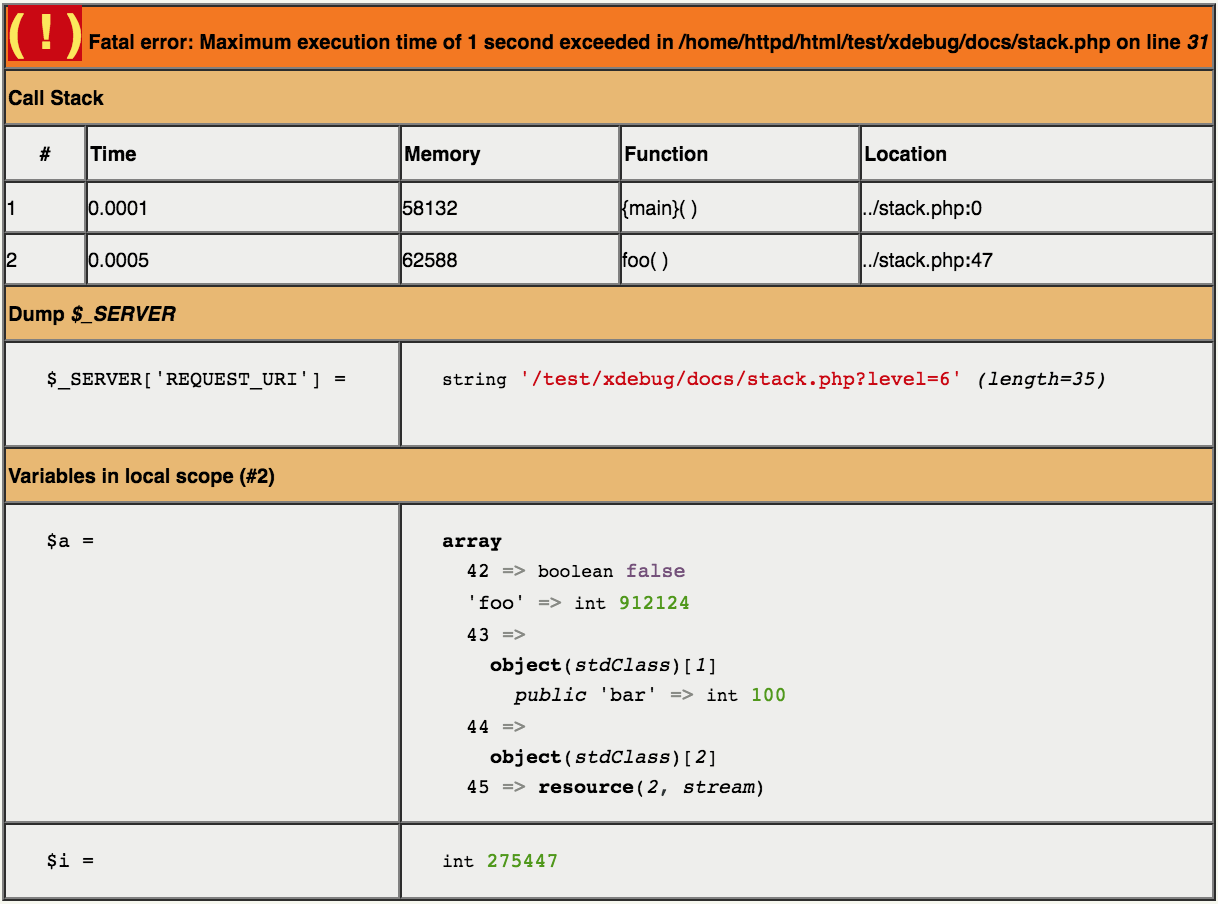 ( ! ) Fatal error: Maximum execution time of 1 second exceeded in /home/httpd/html/test/xdebug/docs/stack.php on line 31
Call Stack
# Time Memory Function Location
1 0.0001 58132 {main}( ) ../stack.php:0
2 0.0005 62588 foo( ) ../stack.php:47
Dump $_SERVER
$_SERVER['REQUEST_URI'] = string '/test/xdebug/docs/stack.php?level=6' (length=35)
Variables in local scope (#2)
$a = array
42 => boolean false
'foo' => int 912124
43 =>
object(stdClass)[1]
public 'bar' => int 100
44 =>
object(stdClass)[2]
45 => resource(2, stream)
$i = int 275447